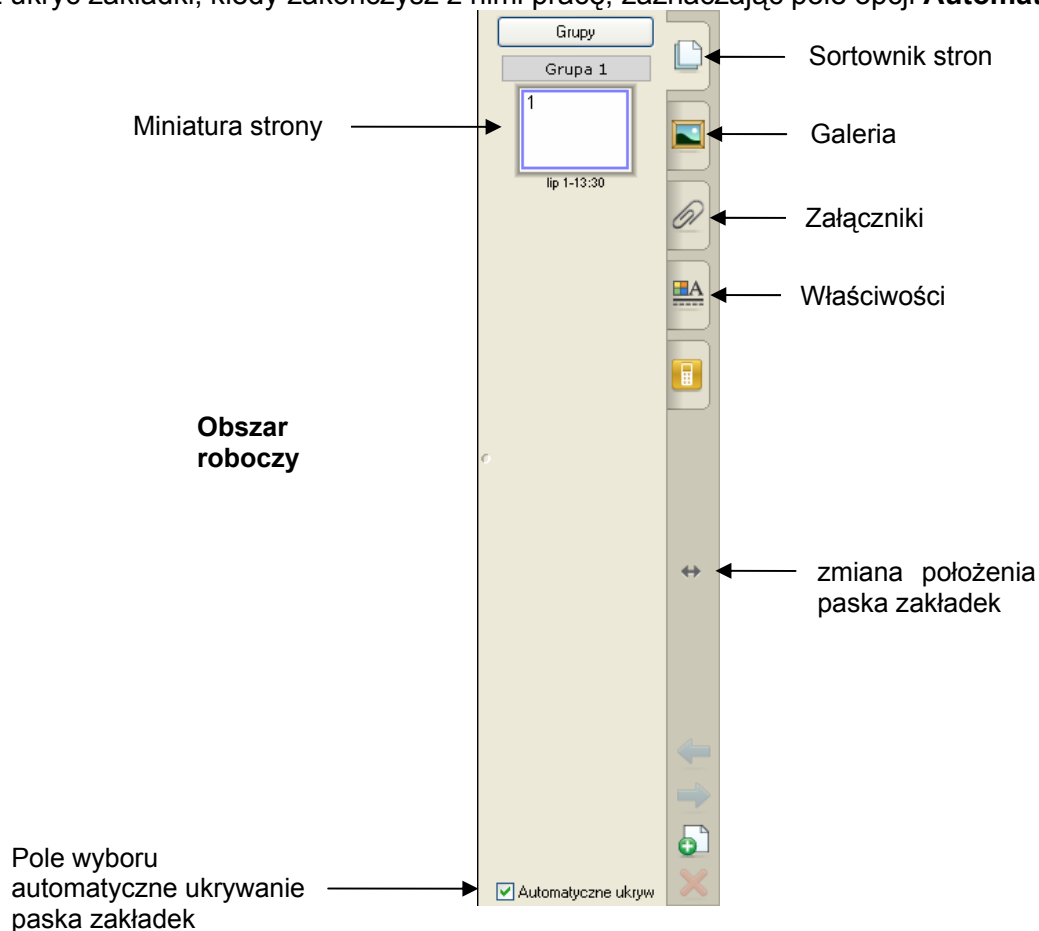 ukryć zakładki, kiedy zakończysz z nimi pracę, zaznaczając pole opcji Automat
Grupy
Sortownik stron
Grupa 1
1
Miniatura strony
Galeria
lip 1-13:30
Załączniki
A
Właściwości
Obszar
roboczy
zmiana położenia
paska zakładek
Pole wyboru
automatyczne ukrywanie
paska zakładek
Automatyczne ukryw